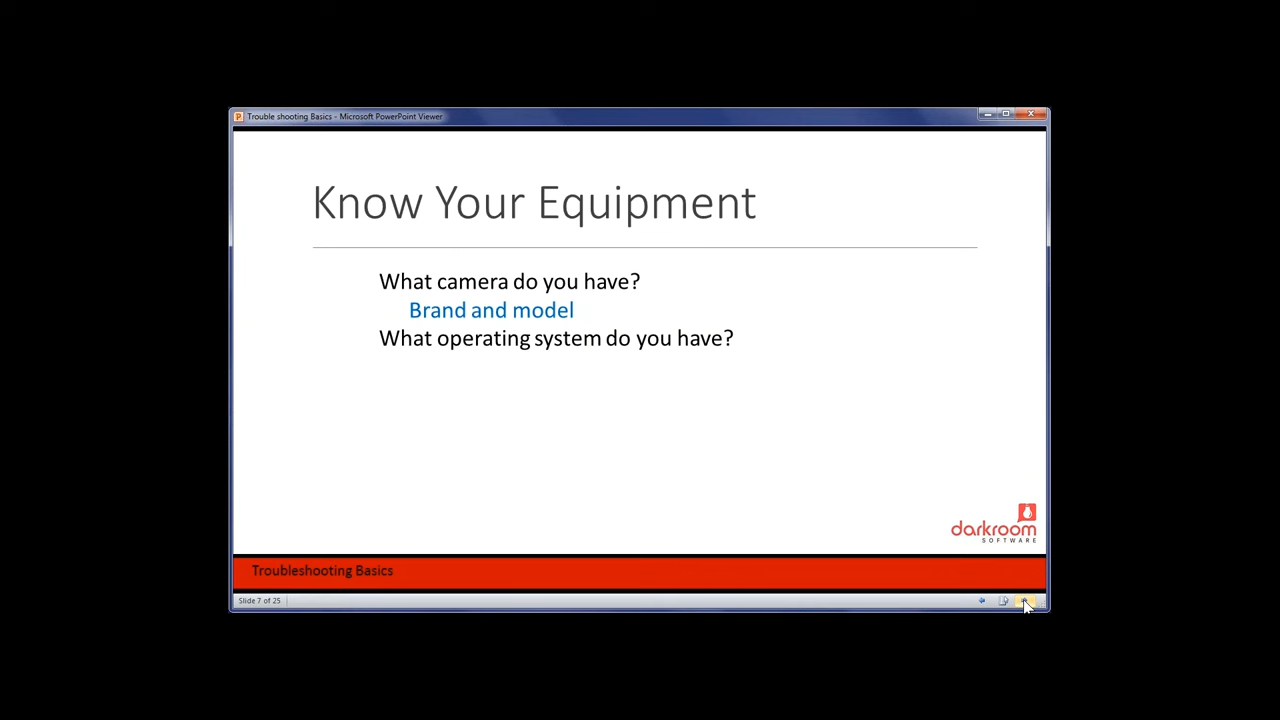 Trouble shooting Basics - Microsoft PowerPoint Viewer
Know Your Equipment
What camera do you have?
Brand and model
What operating system do you have?
darkroom
SOFTWARE
Troubleshooting Basics
Slide 7 of 25